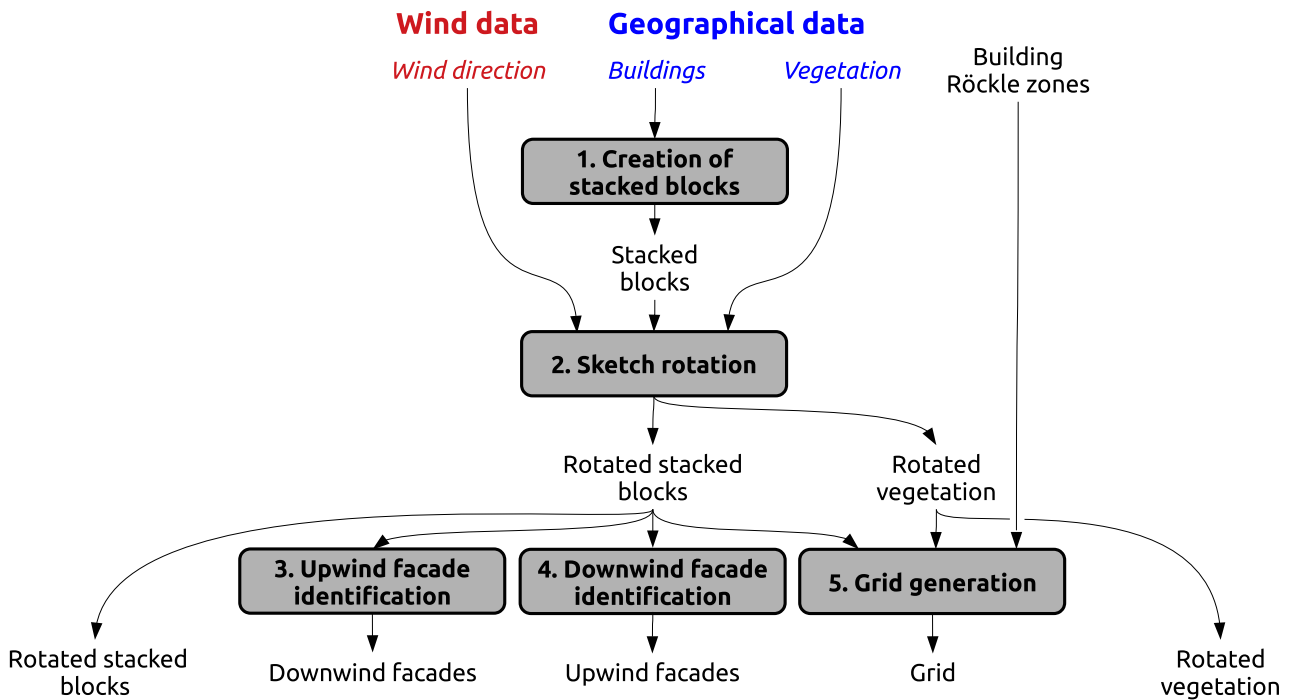 Wind data
Geographical data
Wind direction
Buildings
Vegetation
Building
Röckle zones
1. Creation of
stacked blocks
Stacked
blocks
2. Sketch rotation
Rotated stacked
blocks
Rotated
vegetation
3. Upwind facade
identification
4. Downwind facade
identification
5. Grid generation
Rotated stacked
blocks
Downwind facades
Upwind facades
Grid
Rotated
vegetation